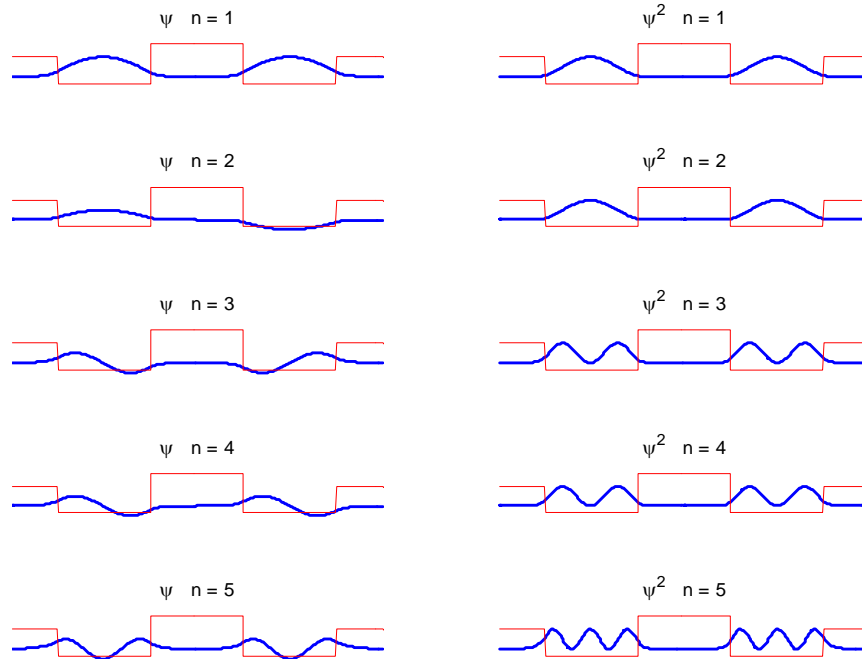 ψ n = 1
ψ² n = 1
ψ n = 2
ψ² n = 2
ψ n = 3
ψ² n = 3
ψ n = 4
ψ² n = 4
ψ n = 5
ψ² n = 5